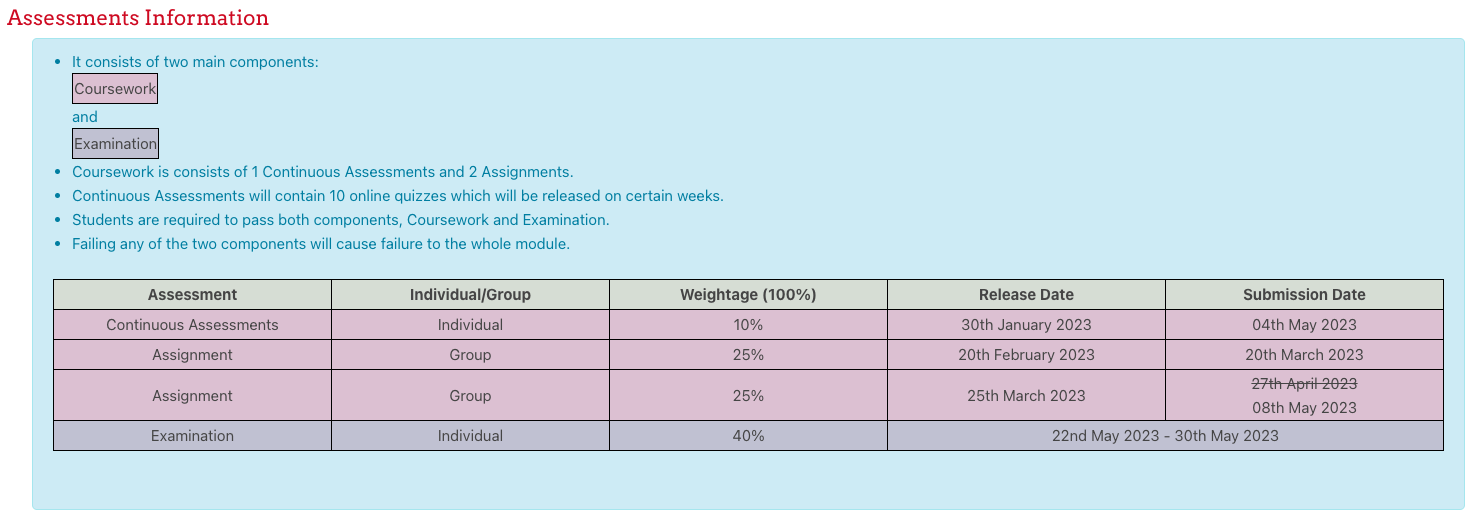 Assessments Information
It consists of two main components:
Coursework
and
Examination
Coursework is consists of 1 Continuous Assessments and 2 Assignments.
Continuous Assessments will contain 10 online quizzes which will be released on certain weeks.
Students are required to pass both components, Coursework and Examination.
Failing any of the two components will cause failure to the whole module.
Assessment Individual/Group Weightage (100%) Release Date Submission Date
Continuous Assessments Individual 10% 30th January 2023 04th May 2023
Assignment Group 25% 20th February 2023 20th March 2023
Assignment Group 25% 25th March 2023 27th April 2023
08th May 2023
Examination Individual 40% 22nd May 2023 - 30th May 2023